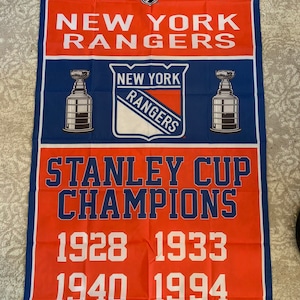 NEW YORK
RANGERS
NEW YORK
RANGERS
STANLEY CUP
CHAMPIONS
1928 1933
1940 1994